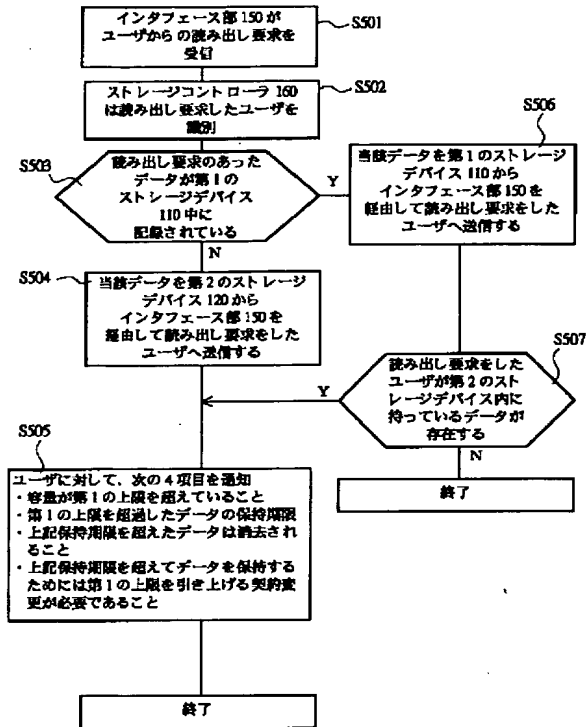 インタフェース部150が
ユーザからの読み出し要求を
受信
S501
ストレージコントローラ160
は読み出し要求したユーザを
識別
S502
S503
読み出し要求のあった
データが第1の
ストレージデバイス
110中に
記録されている
Y
N
S506
当該データを第1のストレージ
デバイス110から
インタフェース部150を
経由して読み出し要求をした
ユーザへ送信する
S504
当該データを第2のストレージ
デバイス120から
インタフェース部150を
経由して読み出し要求をした
ユーザへ送信する
S507
読み出し要求をした
ユーザが第2のスト
レージデバイス内に
持っているデータが
存在する
Y
N
終了
S505
ユーザに対して、次の4項目を通知
・容量が第1の上限を超えていること
・第1の上限を超過したデータの保持期限
・上記保持期限を超えたデータは消去され
ること
・上記保持期限を超えてデータを保持する
ためには第1の上限を引き上げる契約変
更が必要であること
終了